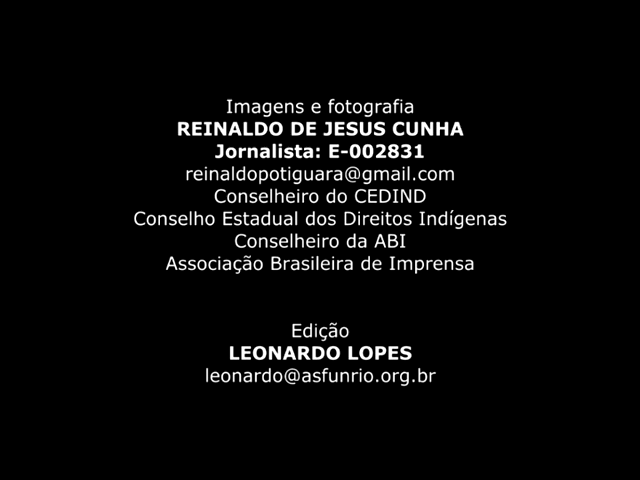 Imagens e fotografia
REINALDO DE JESUS CUNHA
Jornalista: E-002831
reinaldopotiguara@gmail.com
Conselheiro do CEDIND
Conselho Estadual dos Direitos Indígenas
Conselheiro da ABI
Associação Brasileira de Imprensa
Edição
LEONARDO LOPES
leonardo@asfunrio.org.br